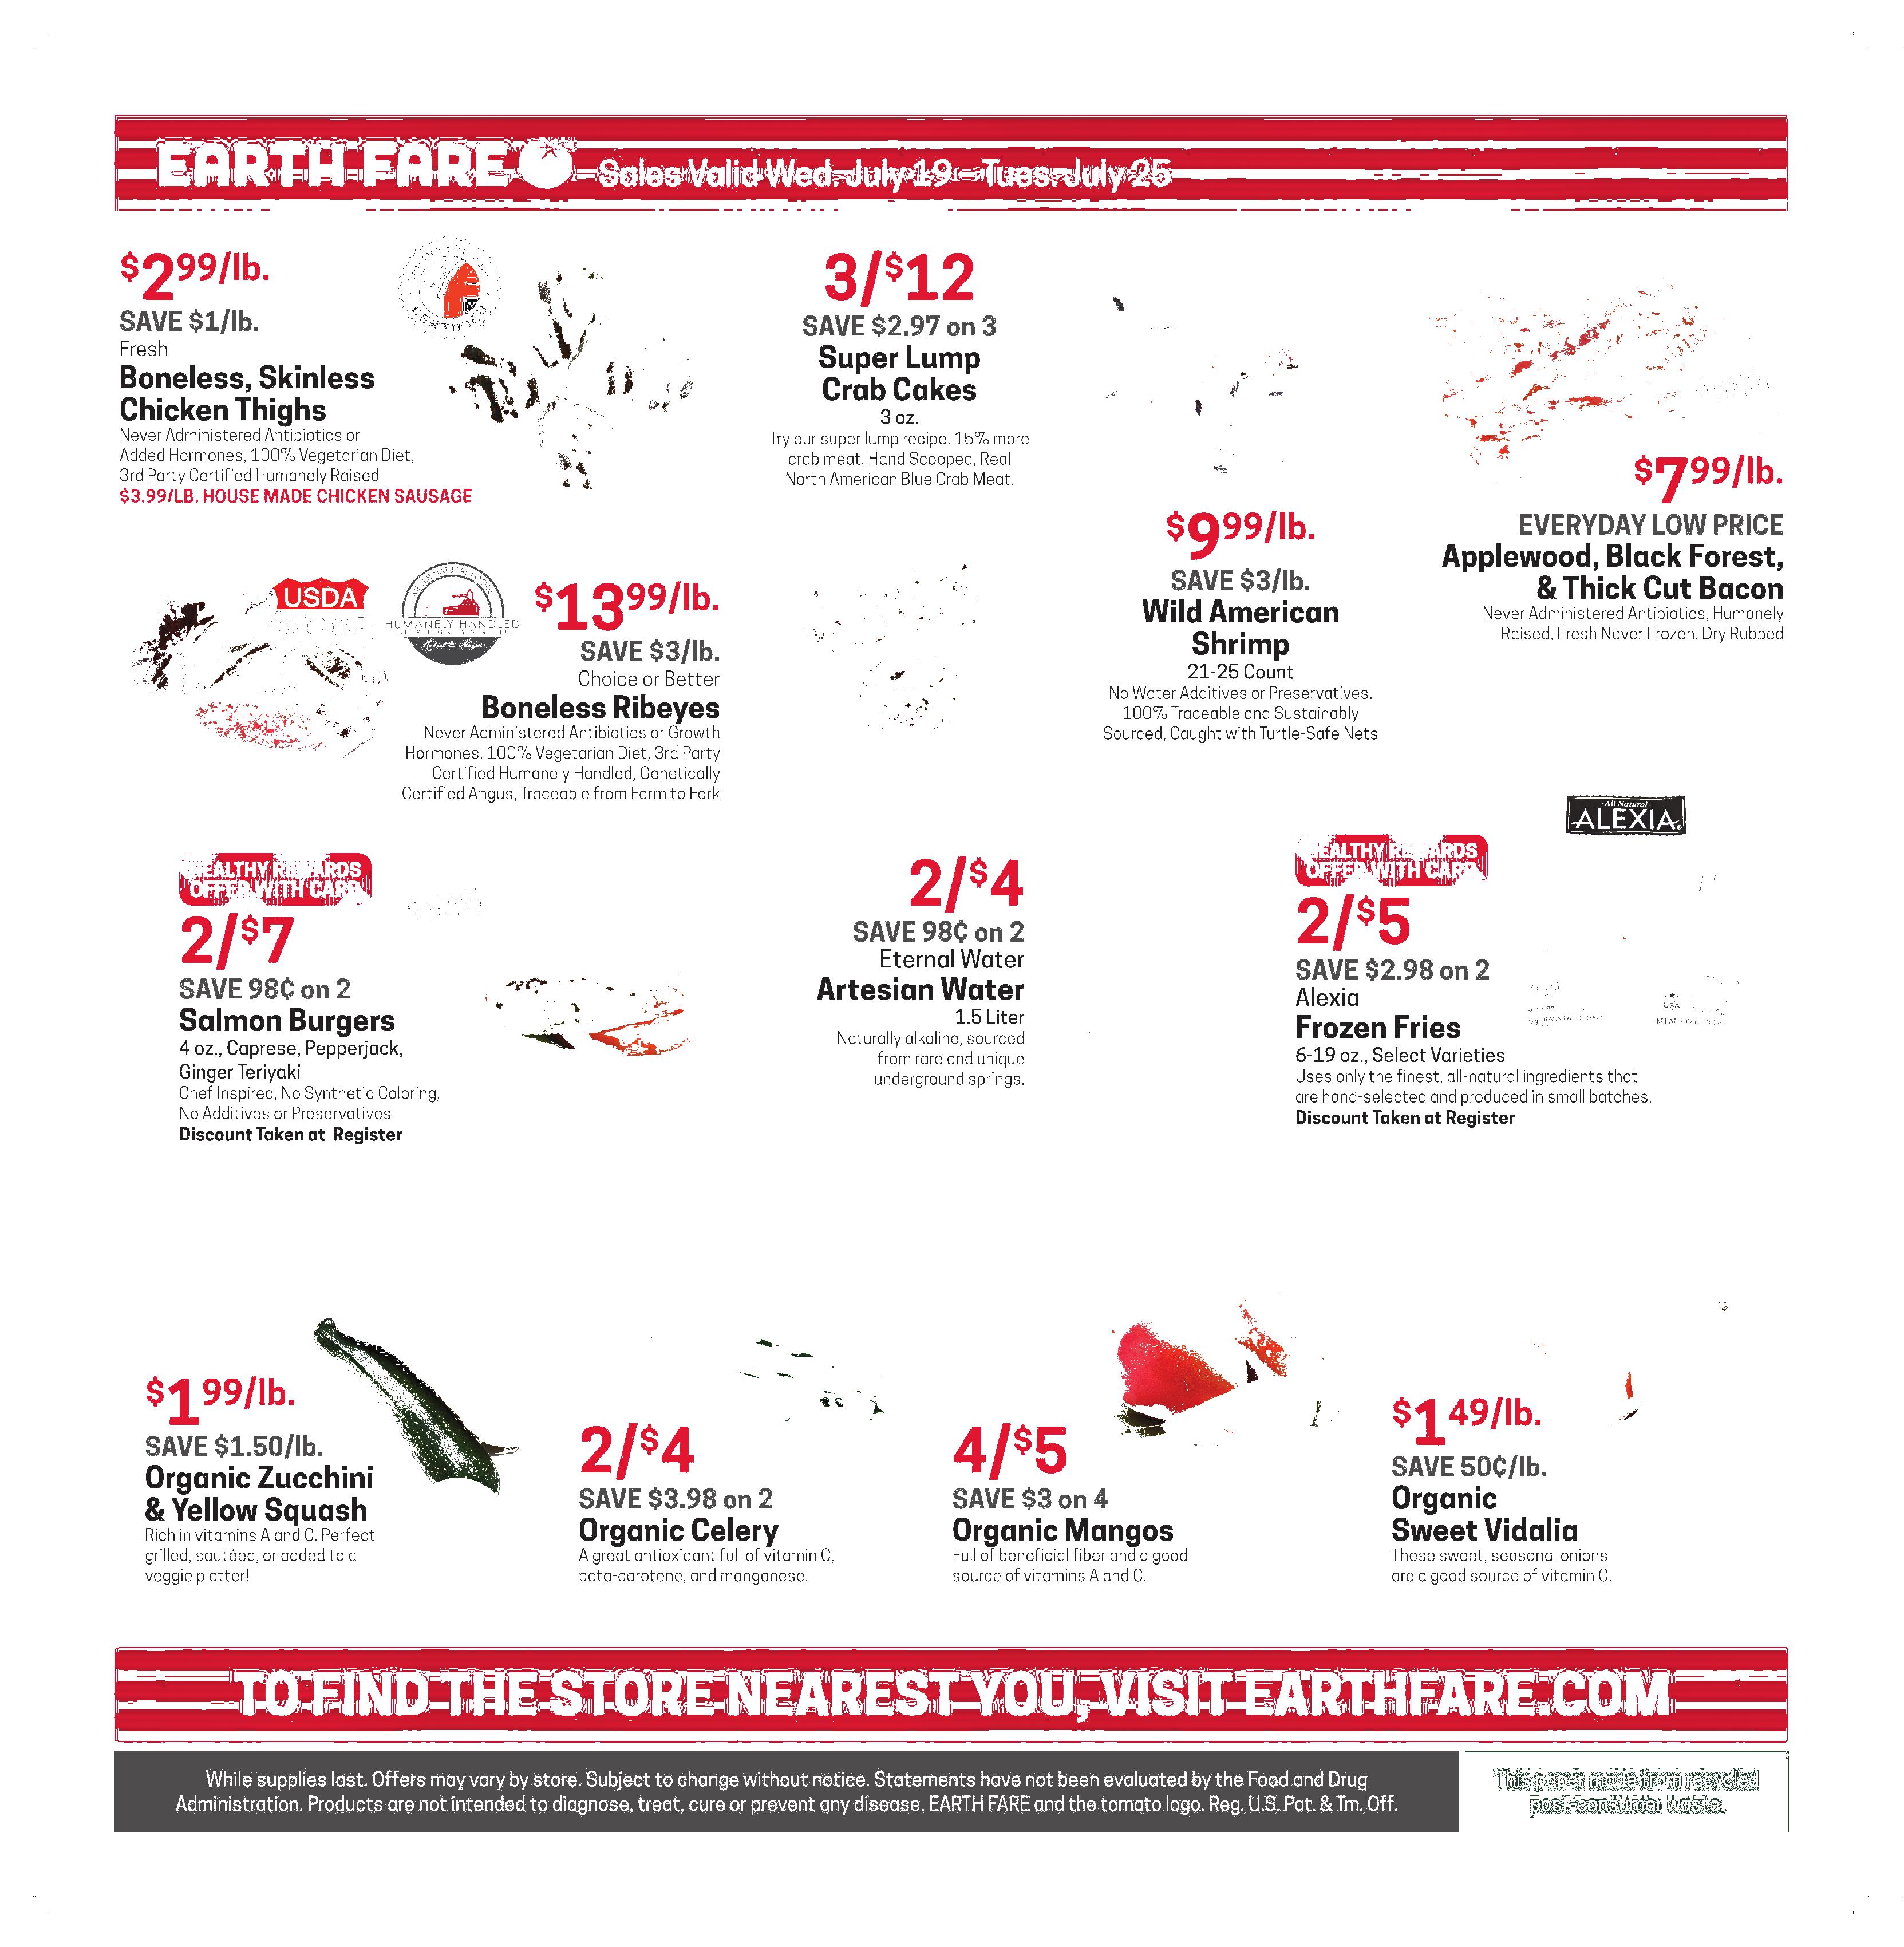 EARTH FARE Sales Valid Wed. July 19 - Tues. July 25
$2.99/lb.
SAVE $1/lb.
Fresh
Boneless, Skinless
Chicken Thighs
Never Administered Antibiotics or
Added Hormones, 100% Vegetarian Diet,
3rd Party Certified Humanely Raised
$3.99/LB. HOUSE MADE CHICKEN SAUSAGE
CERTIFIED
3/$12
SAVE $2.97 on 3
Super Lump
Crab Cakes
3 oz.
Try our super lump recipe. 15% more
crab meat. Hand Scooped, Real
North American Blue Crab Meat.
$9.99/lb.
SAVE $3/lb.
Wild American
Shrimp
21-25 Count
No Water Additives or Preservatives,
100% Traceable and Sustainably
Sourced, Caught with Turtle-Safe Nets
$7.99/lb.
EVERYDAY LOW PRICE
Applewood, Black Forest,
& Thick Cut Bacon
Never Administered Antibiotics, Humanely
Raised, Fresh Never Frozen, Dry Rubbed
USDA
HUMANELY HANDLED
$13.99/lb.
SAVE $3/lb.
Choice or Better
Boneless Ribeyes
Never Administered Antibiotics or Growth
Hormones, 100% Vegetarian Diet, 3rd Party
Certified Humanely Handled, Genetically
Certified Angus, Traceable from Farm to Fork
HEALTHY REWARDS
OFFER WITH CARD
2/$7
SAVE 98¢ on 2
Salmon Burgers
4 oz., Caprese, Pepperjack,
Ginger Teriyaki
Chef Inspired, No Synthetic Coloring,
No Additives or Preservatives
Discount Taken at Register
2/$4
SAVE 98¢ on 2
Eternal Water
Artesian Water
1.5 Liter
Naturally alkaline, sourced
from rare and unique
underground springs.
HEALTHY REWARDS
OFFER WITH CARD
2/$5
SAVE $2.98 on 2
Alexia
Frozen Fries
6-19 oz., Select Varieties
Uses only the finest, all-natural ingredients that
are hand-selected and produced in small batches.
Discount Taken at Register
All Natural
ALEXIA
USA
$1.99/lb.
SAVE $1.50/lb.
Organic Zucchini
& Yellow Squash
Rich in vitamins A and C. Perfect
grilled, sautéed, or added to a
veggie platter!
2/$4
SAVE $3.98 on 2
Organic Celery
A great antioxidant full of vitamin C,
beta-carotene, and manganese.
4/$5
SAVE $3 on 4
Organic Mangos
Full of beneficial fiber and a good
source of vitamins A and C.
$1.49/lb.
SAVE 50¢/lb.
Organic
Sweet Vidalia
These sweet, seasonal onions
are a good source of vitamin C.
TO FIND THE STORE NEAREST YOU, VISIT EARTHFARE.COM
While supplies last. Offers may vary by store. Subject to change without notice. Statements have not been evaluated by the Food and Drug
Administration. Products are not intended to diagnose, treat, cure or prevent any disease. EARTH FARE and the tomato logo. Reg. U.S. Pat. & Tm. Off.
This paper made from recycled
post-consumer waste.